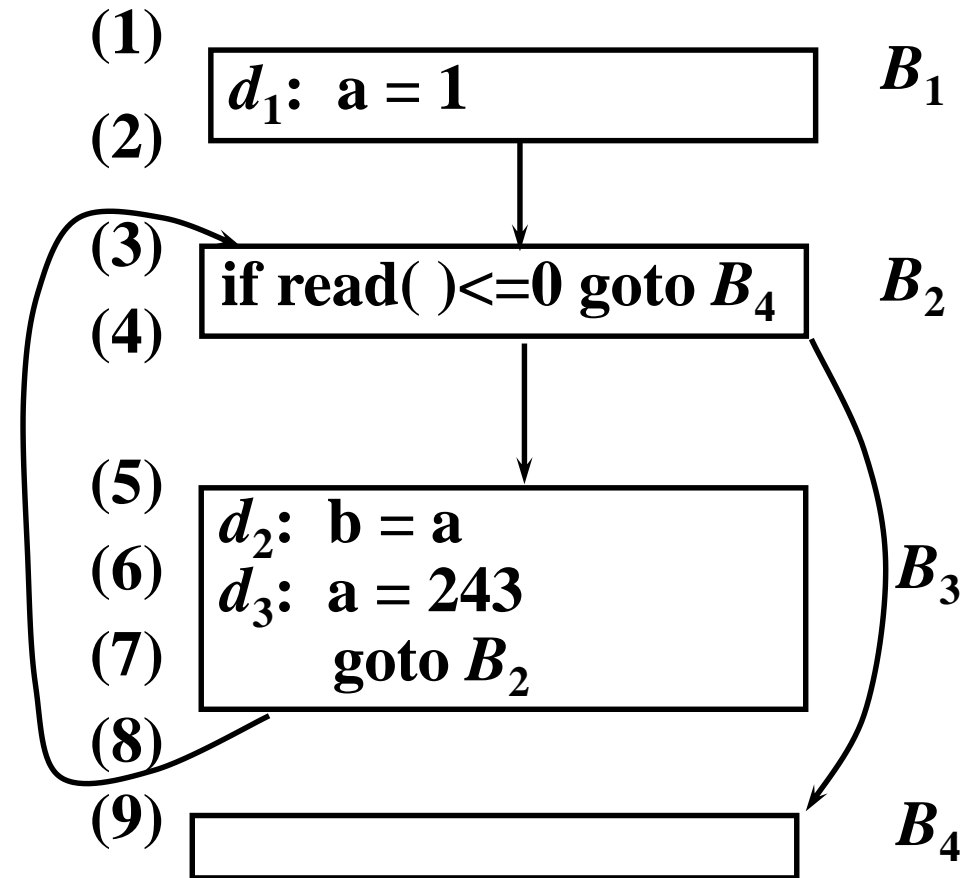 (1)
d₁: a = 1
B₁
(2)
(3)
if read( )<=0 goto B₄
B₂
(4)
(5)
d₂: b = a
(6)
d₃: a = 243
B₃
(7)
goto B₂
(8)
(9)
B₄